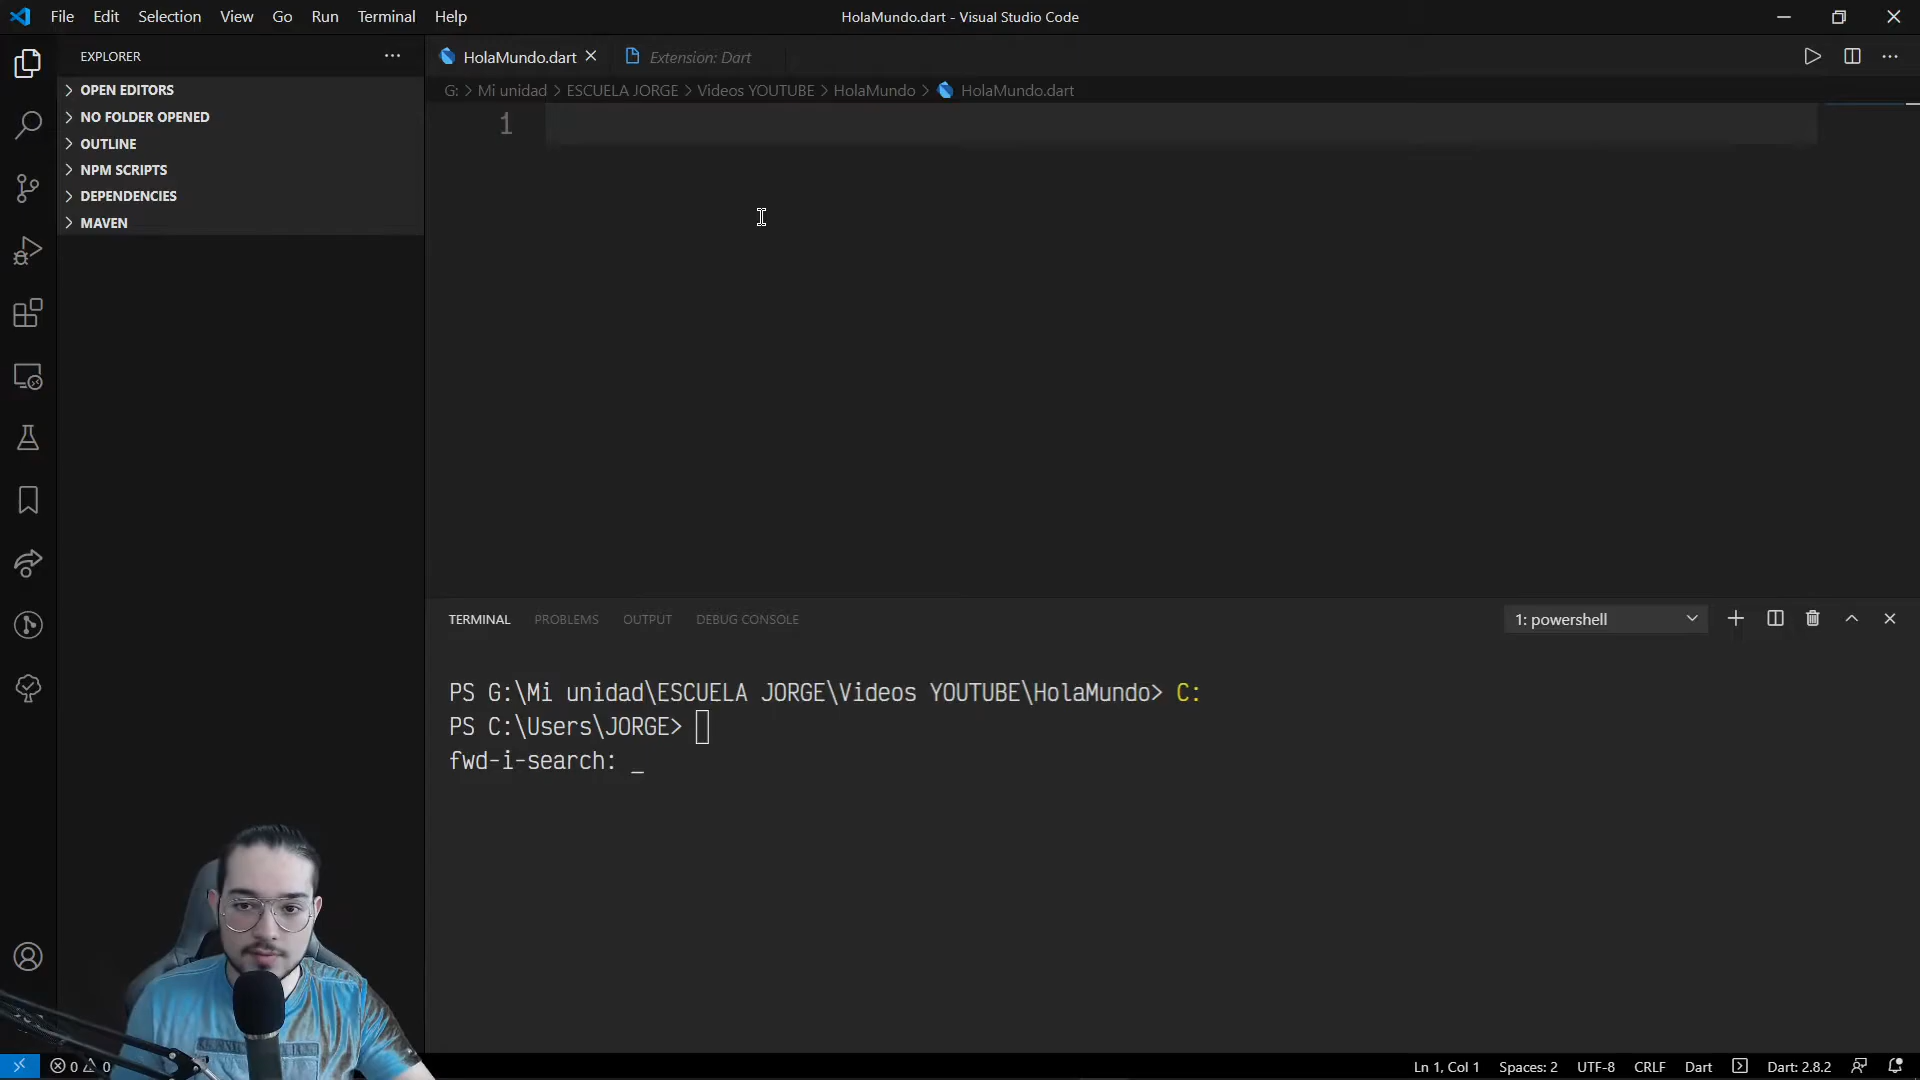 File Edit Selection View Go Run Terminal Help
HolaMundo.dart - Visual Studio Code
EXPLORER
OPEN EDITORS
NO FOLDER OPENED
OUTLINE
NPM SCRIPTS
DEPENDENCIES
MAVEN
HolaMundo.dart
Extension: Dart
G: > Mi unidad > ESCUELA JORGE > Videos YOUTUBE > HolaMundo > HolaMundo.dart
1
TERMINAL PROBLEMS OUTPUT DEBUG CONSOLE
1: powershell
PS G:\Mi unidad\ESCUELA JORGE\Videos YOUTUBE\HolaMundo> C:
PS C:\Users\JORGE>
fwd-i-search: _
0 0
Ln 1, Col 1 Spaces: 2 UTF-8 CRLF Dart Dart: 2.8.2